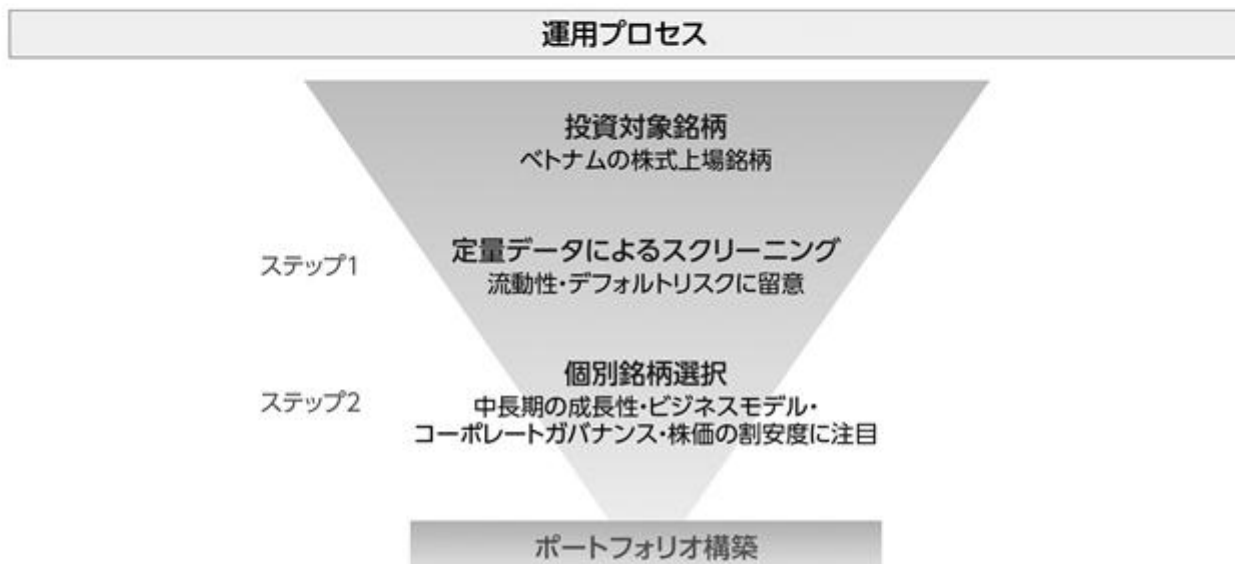 運用プロセス
投資対象銘柄
ベトナムの株式上場銘柄
ステップ1
定量データによるスクリーニング
流動性・デフォルトリスクに留意
ステップ2
個別銘柄選択
中長期の成長性・ビジネスモデル・
コーポレートガバナンス・株価の割安度に注目
ポートフォリオ構築